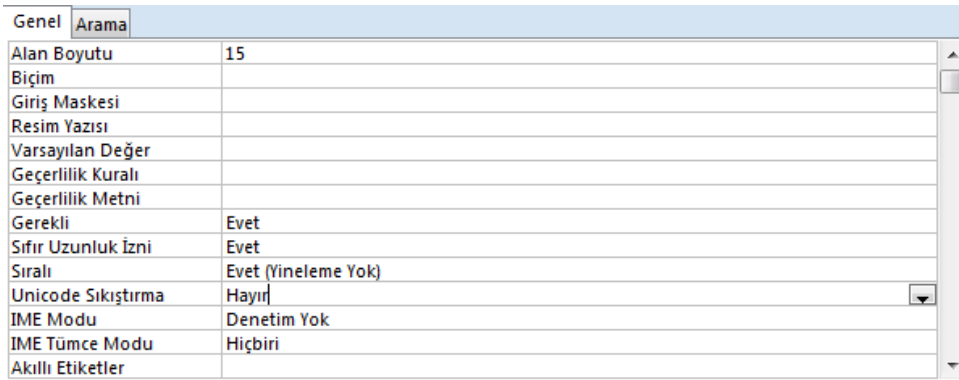 Genel Arama
Alan Boyutu 15
Biçim
Giriş Maskesi
Resim Yazısı
Varsayılan Değer
Geçerlilik Kuralı
Geçerlilik Metni
Gerekli Evet
Sıfır Uzunluk İzni Evet
Sıralı Evet (Yineleme Yok)
Unicode Sıkıştırma Hayır
IME Modu Denetim Yok
IME Tümce Modu Hiçbiri
Akıllı Etiketler